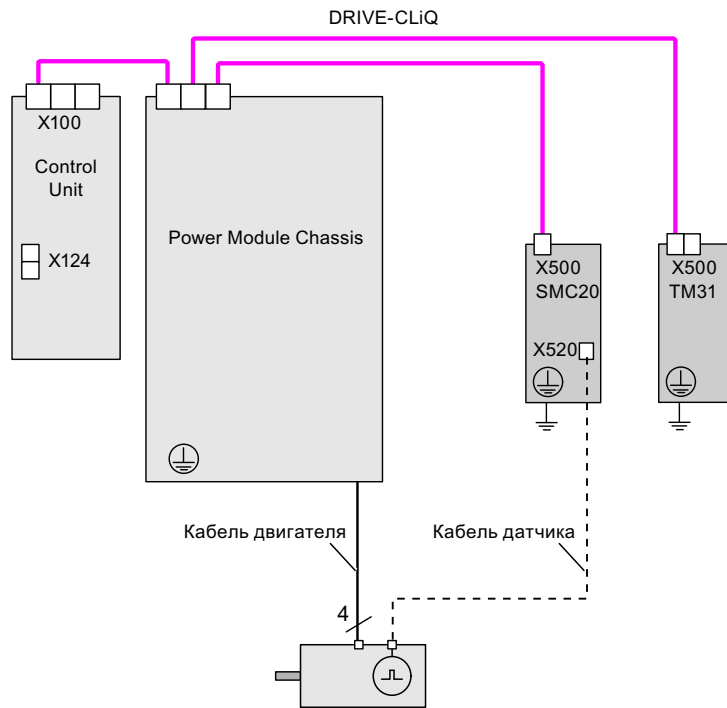 DRIVE-CLiQ
X100
Control
Unit
X124
Power Module Chassis
X500
SMC20
X520
X500
TM31
Кабель двигателя
Кабель датчика
4